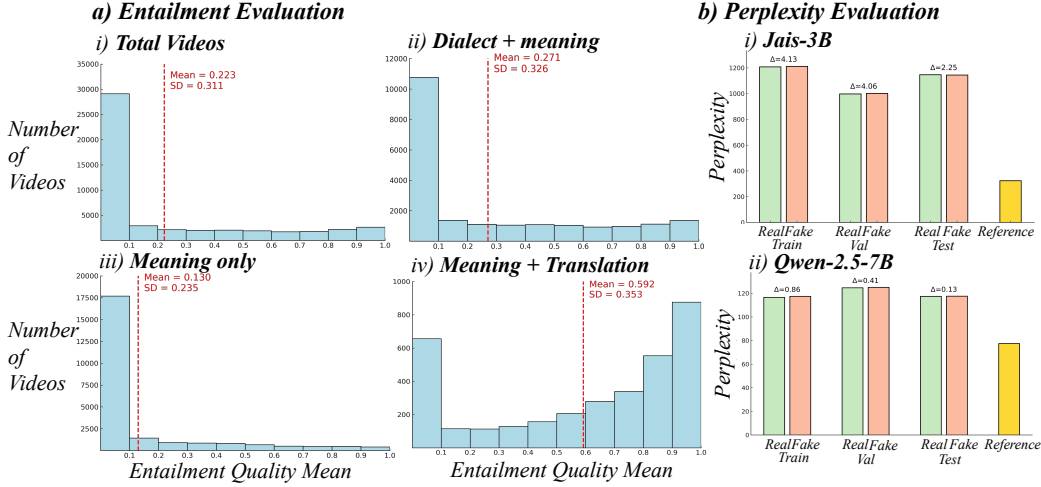 a) Entailment Evaluation
b) Perplexity Evaluation
i) Total Videos
ii) Dialect + meaning
i) Jais-3B
Mean = 0.223
SD = 0.311
Mean = 0.271
SD = 0.326
Number
of
Videos
35000
30000
25000
20000
15000
10000
5000
0.1 0.2 0.3 0.4 0.5 0.6 0.7 0.8 0.9 1.0
12000
10000
8000
6000
4000
2000
0.1 0.2 0.3 0.4 0.5 0.6 0.7 0.8 0.9 1.0
Perplexity
1200
1000
800
600
400
200
0
Δ=4.13
Δ=4.06
Δ=2.25
Real Fake
Train
Real Fake
Val
Real Fake
Test
Reference
iii) Meaning only
iv) Meaning + Translation
ii) Qwen-2.5-7B
Mean = 0.130
SD = 0.235
Mean = 0.592
SD = 0.353
Number
of
Videos
20000
17500
15000
12500
10000
7500
5000
2500
0.1 0.2 0.3 0.4 0.5 0.6 0.7 0.8 0.9 1.0
Entailment Quality Mean
1000
800
600
400
200
0.1 0.2 0.3 0.4 0.5 0.6 0.7 0.8 0.9 1.0
Entailment Quality Mean
Perplexity
120
100
80
60
40
20
0
Δ=0.86
Δ=0.41
Δ=0.13
Real Fake
Train
Real Fake
Val
Real Fake
Test
Reference